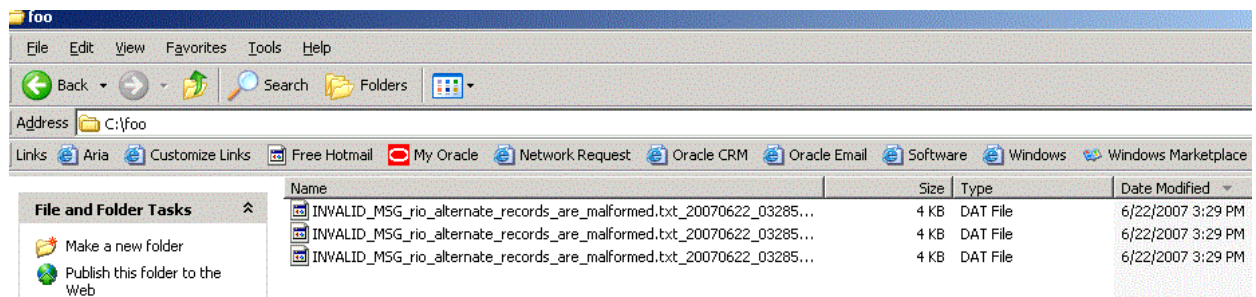 foo
File Edit View Favorites Tools Help
Back Search Folders
Address C:\foo
Links Aria Customize Links Free Hotmail My Oracle Network Request Oracle CRM Oracle Email Software Windows Windows Marketplace
Name Size Type Date Modified
File and Folder Tasks
INVALID_MSG_rio_alternate_records_are_malformed.txt_20070622_03285... 4 KB DAT File 6/22/2007 3:29 PM
INVALID_MSG_rio_alternate_records_are_malformed.txt_20070622_03285... 4 KB DAT File 6/22/2007 3:29 PM
INVALID_MSG_rio_alternate_records_are_malformed.txt_20070622_03285... 4 KB DAT File 6/22/2007 3:29 PM
Make a new folder
Publish this folder to the
Web